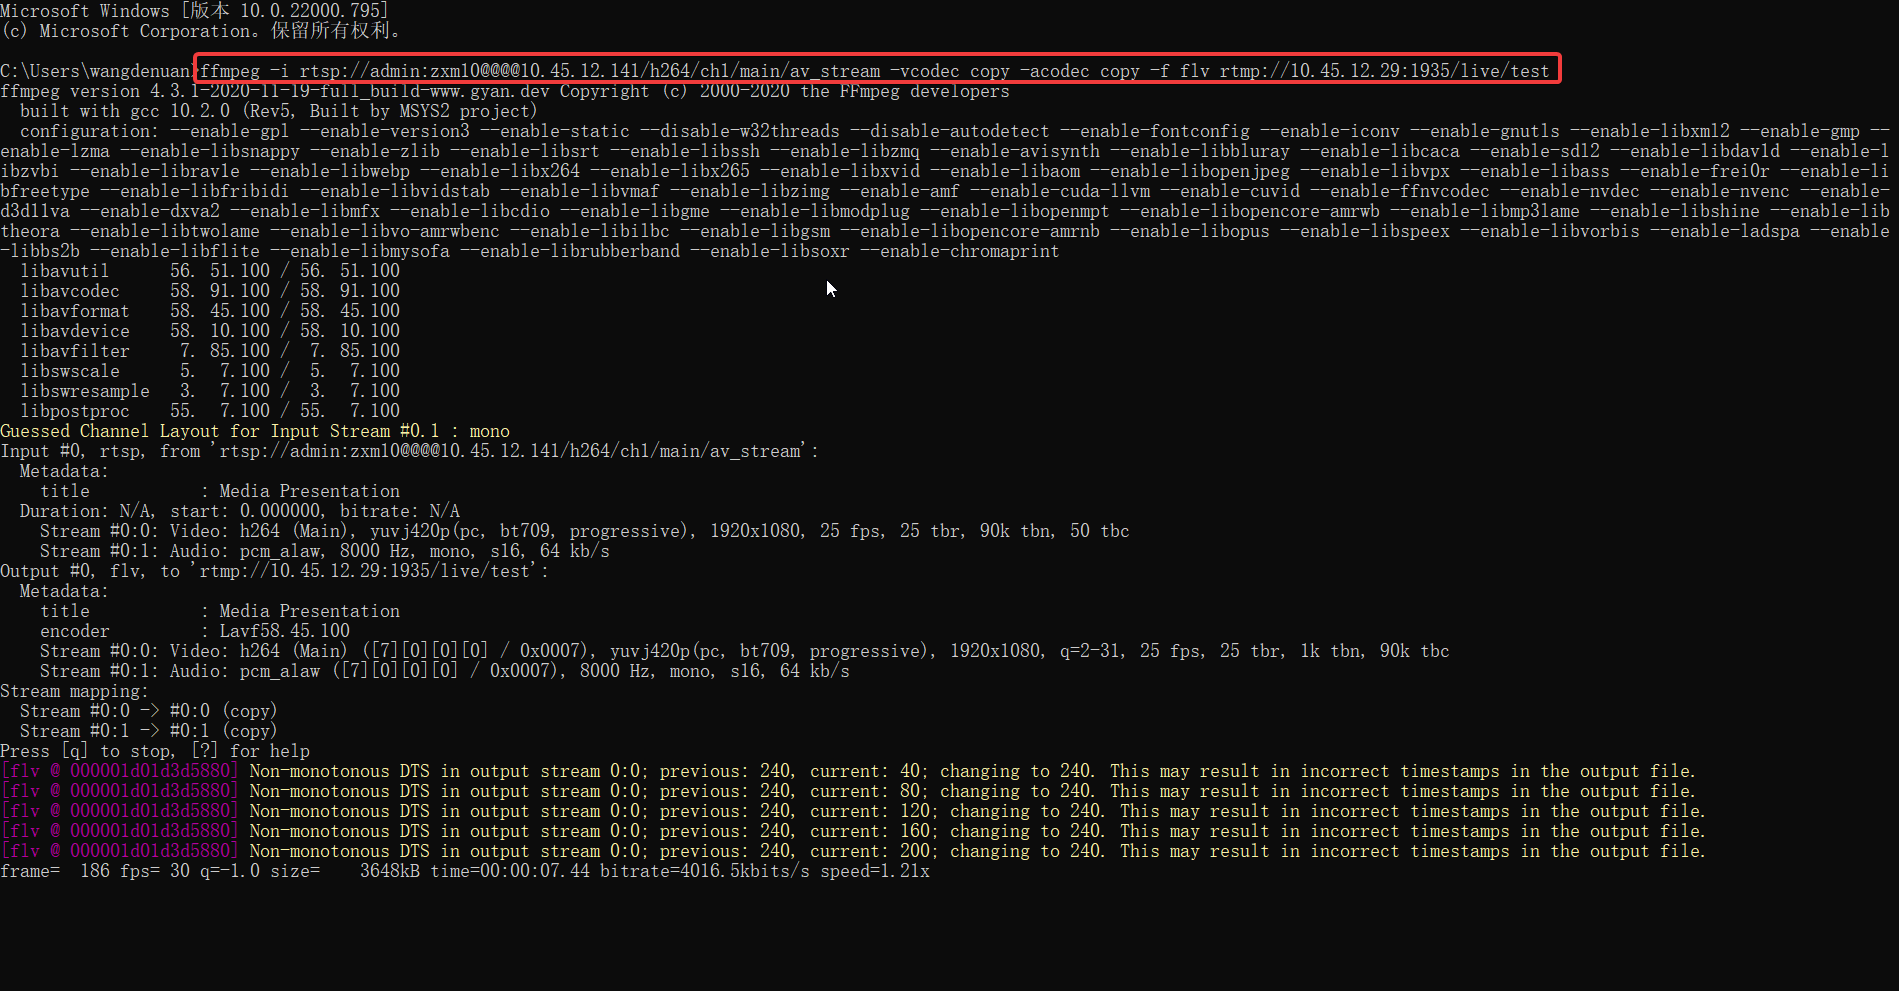 Microsoft Windows [版本 10.0.22000.795]
(c) Microsoft Corporation。保留所有权利。
C:\Users\wangdenuan>ffmpeg -i rtsp://admin:zxm10@@@@10.45.12.141/h264/ch1/main/av_stream -vcodec copy -acodec copy -f flv rtmp://10.45.12.29:1935/live/test
ffmpeg version 4.3.1-2020-11-19-full_build-www.gyan.dev Copyright (c) 2000-2020 the FFmpeg developers
  built with gcc 10.2.0 (Rev5, Built by MSYS2 project)
  configuration: --enable-gpl --enable-version3 --enable-static --disable-w32threads --disable-autodetect --enable-fontconfig --enable-iconv --enable-gnutls --enable-libxml2 --enable-gmp --
enable-lzma --enable-libsnappy --enable-zlib --enable-libsrt --enable-libssh --enable-libzmq --enable-avisynth --enable-libbluray --enable-libcaca --enable-sdl2 --enable-libdav1d --enable-l
ibzvbi --enable-librav1e --enable-libwebp --enable-libx264 --enable-libx265 --enable-libxvid --enable-libaom --enable-libopenjpeg --enable-libvpx --enable-libass --enable-frei0r --enable-li
bfreetype --enable-libfribidi --enable-libvidstab --enable-libvmaf --enable-libzimg --enable-amf --enable-cuda-llvm --enable-cuvid --enable-ffnvcodec --enable-nvdec --enable-nvenc --enable-
d3d11va --enable-dxva2 --enable-libmfx --enable-libcdio --enable-libgme --enable-libmodplug --enable-libopenmpt --enable-libopencore-amrwb --enable-libmp3lame --enable-libshine --enable-lib
theora --enable-libtwolame --enable-libvo-amrwbenc --enable-libilbc --enable-libgsm --enable-libopencore-amrnb --enable-libopus --enable-libspeex --enable-libvorbis --enable-ladspa --enable
-libbs2b --enable-libflite --enable-libmysofa --enable-librubberband --enable-libsoxr --enable-chromaprint
  libavutil      56. 51.100 / 56. 51.100
  libavcodec     58. 91.100 / 58. 91.100
  libavformat    58. 45.100 / 58. 45.100
  libavdevice    58. 10.100 / 58. 10.100
  libavfilter     7. 85.100 /  7. 85.100
  libswscale      5.  7.100 /  5.  7.100
  libswresample   3.  7.100 /  3.  7.100
  libpostproc    55.  7.100 / 55.  7.100
Guessed Channel Layout for Input Stream #0.1 : mono
Input #0, rtsp, from 'rtsp://admin:zxm10@@@@10.45.12.141/h264/ch1/main/av_stream':
  Metadata:
    title           : Media Presentation
  Duration: N/A, start: 0.000000, bitrate: N/A
    Stream #0:0: Video: h264 (Main), yuvj420p(pc, bt709, progressive), 1920x1080, 25 fps, 25 tbr, 90k tbn, 50 tbc
    Stream #0:1: Audio: pcm_alaw, 8000 Hz, mono, s16, 64 kb/s
Output #0, flv, to 'rtmp://10.45.12.29:1935/live/test':
  Metadata:
    title           : Media Presentation
    encoder         : Lavf58.45.100
    Stream #0:0: Video: h264 (Main) ([7][0][0][0] / 0x0007), yuvj420p(pc, bt709, progressive), 1920x1080, q=2-31, 25 fps, 25 tbr, 1k tbn, 90k tbc
    Stream #0:1: Audio: pcm_alaw ([7][0][0][0] / 0x0007), 8000 Hz, mono, s16, 64 kb/s
Stream mapping:
  Stream #0:0 -> #0:0 (copy)
  Stream #0:1 -> #0:1 (copy)
Press [q] to stop, [?] for help
[flv @ 000001d01d3d5880] Non-monotonous DTS in output stream 0:0; previous: 240, current: 40; changing to 240. This may result in incorrect timestamps in the output file.
[flv @ 000001d01d3d5880] Non-monotonous DTS in output stream 0:0; previous: 240, current: 80; changing to 240. This may result in incorrect timestamps in the output file.
[flv @ 000001d01d3d5880] Non-monotonous DTS in output stream 0:0; previous: 240, current: 120; changing to 240. This may result in incorrect timestamps in the output file.
[flv @ 000001d01d3d5880] Non-monotonous DTS in output stream 0:0; previous: 240, current: 160; changing to 240. This may result in incorrect timestamps in the output file.
[flv @ 000001d01d3d5880] Non-monotonous DTS in output stream 0:0; previous: 240, current: 200; changing to 240. This may result in incorrect timestamps in the output file.
frame=  186 fps= 30 q=-1.0 size=    3648kB time=00:00:07.44 bitrate=4016.5kbits/s speed=1.21x